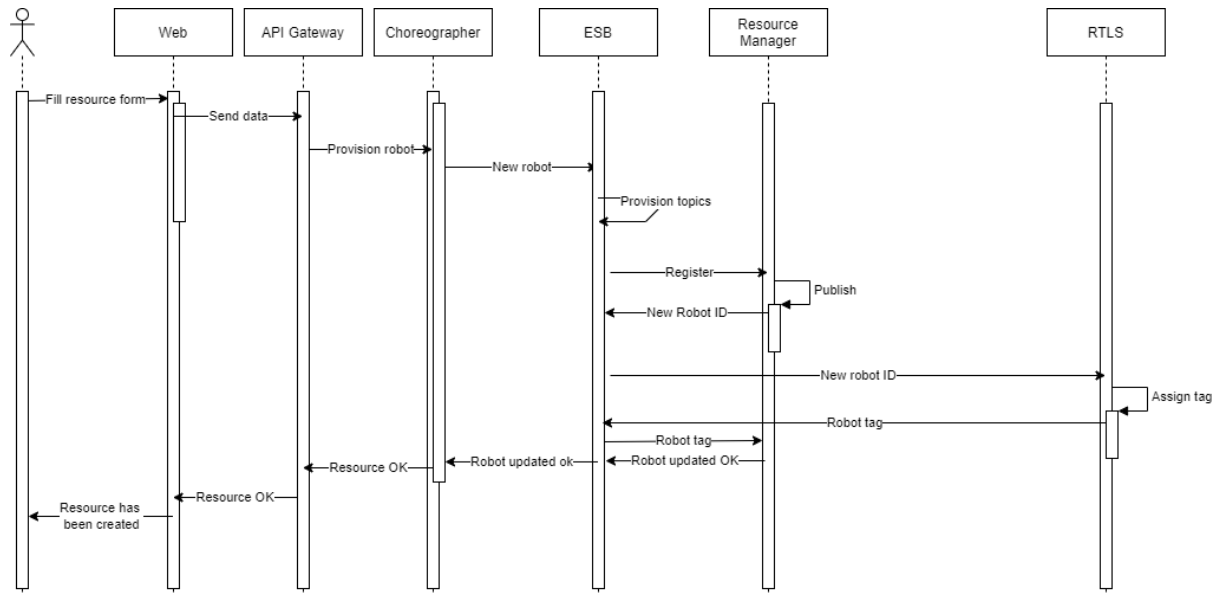 Web
API Gateway
Choreographer
ESB
Resource
Manager
RTLS
Fill resource form
Send data
Provision robot
New robot
Provision topics
Register
Publish
New Robot ID
New robot ID
Assign tag
Robot tag
Robot tag
Robot updated OK
Robot updated ok
Resource OK
Resource OK
Resource has
been created